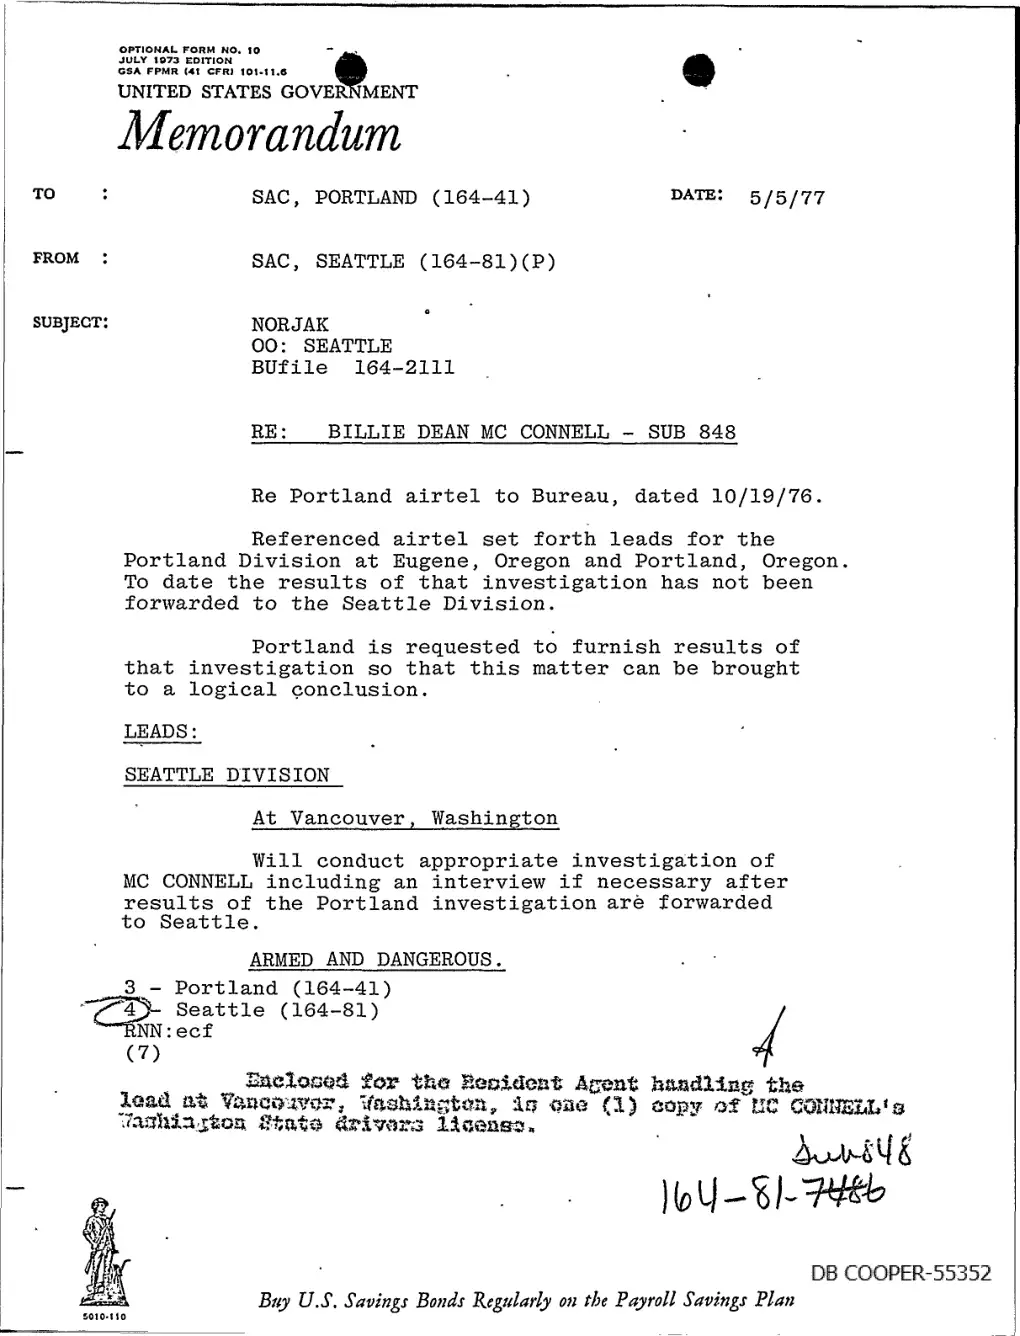 OPTIONAL FORM NO. 10
JULY 1973 EDITION
GSA FPMR (41 CFR) 101-11.6
UNITED STATES GOVERNMENT
Memorandum
TO : SAC, PORTLAND (164-41) DATE: 5/5/77
FROM : SAC, SEATTLE (164-81)(P)
SUBJECT: NORJAK
OO: SEATTLE
BUfile 164-2111
RE: BILLIE DEAN MC CONNELL - SUB 848
Re Portland airtel to Bureau, dated 10/19/76.
Referenced airtel set forth leads for the
Portland Division at Eugene, Oregon and Portland, Oregon.
To date the results of that investigation has not been
forwarded to the Seattle Division.
Portland is requested to furnish results of
that investigation so that this matter can be brought
to a logical conclusion.
LEADS:
SEATTLE DIVISION
At Vancouver, Washington
Will conduct appropriate investigation of
MC CONNELL including an interview if necessary after
results of the Portland investigation are forwarded
to Seattle.
ARMED AND DANGEROUS.
3 - Portland (164-41)
4 - Seattle (164-81)
RNN:ecf
(7)
Enclosed for the Resident Agent handling the
lead at Vancouver, Washington, is one (1) copy of MC CONNELL's
Washington State drivers license.
Sub 848
164-81-7486
DB COOPER-55352
Buy U.S. Savings Bonds Regularly on the Payroll Savings Plan
5010-110